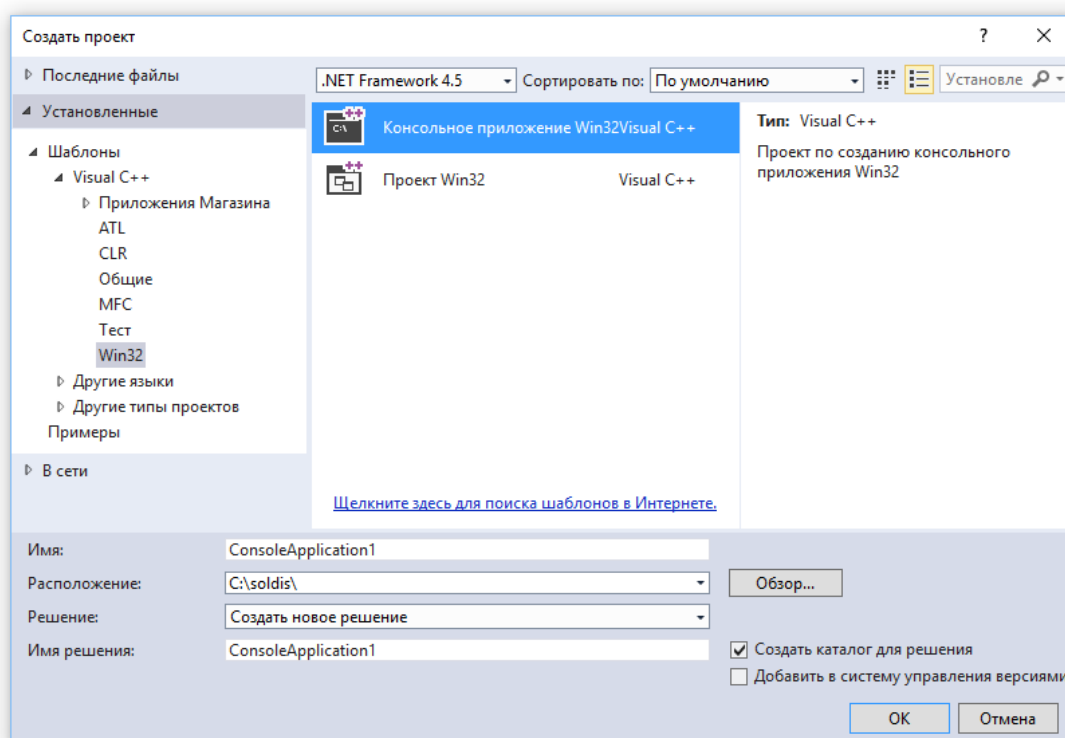 Создать проект
? ×
Последние файлы
.NET Framework 4.5
Сортировать по:
По умолчанию
Установле
Установленные
Шаблоны
Visual C++
Приложения Магазина
ATL
CLR
Общие
MFC
Тест
Win32
Другие языки
Другие типы проектов
Примеры
В сети
C:\
Консольное приложение Win32 Visual C++
Проект Win32 Visual C++
Щелкните здесь для поиска шаблонов в Интернете.
Тип: Visual C++
Проект по созданию консольного
приложения Win32
Имя: ConsoleApplication1
Расположение: C:\soldis\
Обзор...
Решение: Создать новое решение
Имя решения: ConsoleApplication1
Создать каталог для решения
Добавить в систему управления версиями
ОК Отмена